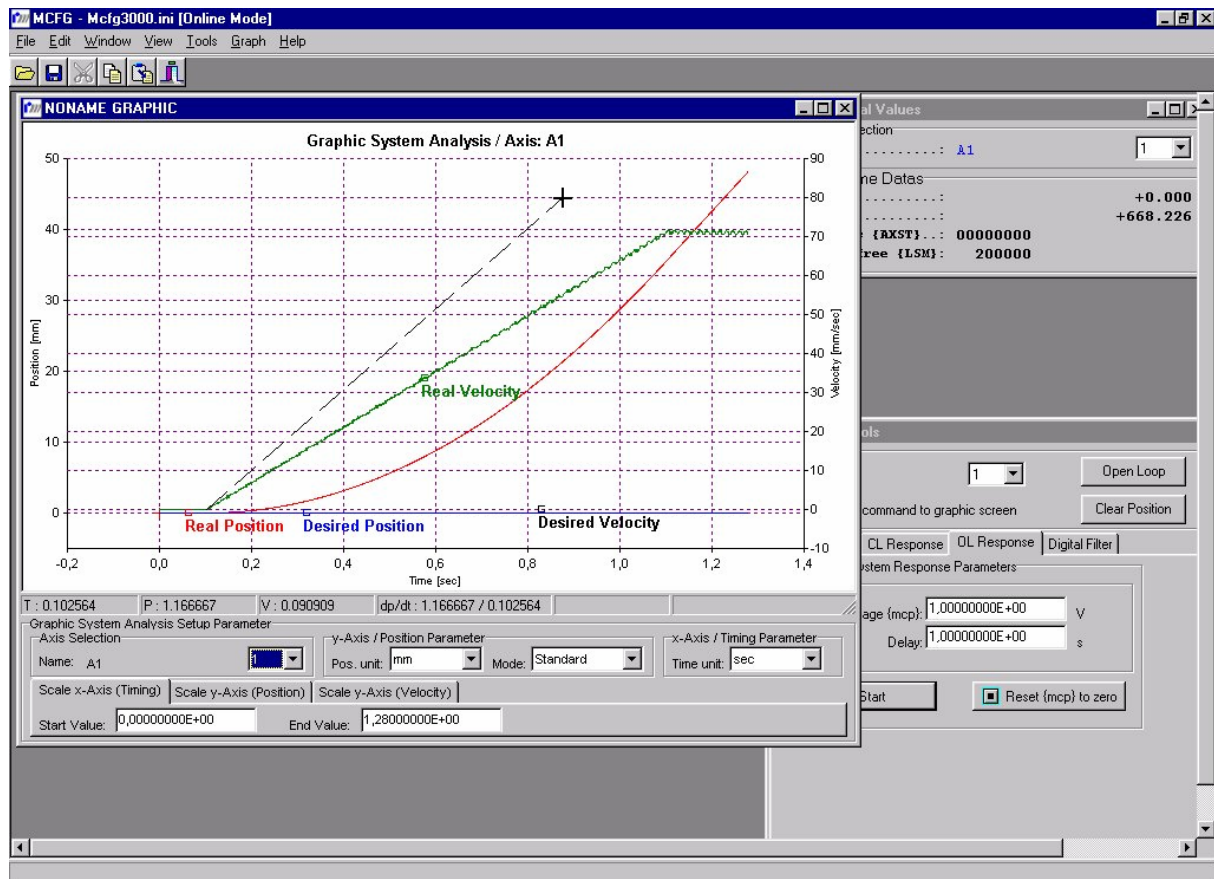 MCFG - Mcfg3000.ini [Online Mode]
File Edit Window View Tools Graph Help
NONAME GRAPHIC
Graphic System Analysis / Axis: A1
50
40
30
20
10
0
Position [mm]
90
80
70
60
50
40
30
20
10
0
-10
Velocity [mm/sec]
Real Velocity
Real Position
Desired Position
Desired Velocity
-0,2 0,0 0,2 0,4 0,6 0,8 1,0 1,2 1,4
Time [sec]
T : 0.102564 P : 1.166667 V : 0.090909 dp/dt : 1.166667 / 0.102564
Graphic System Analysis Setup Parameter
Axis Selection
Name: A1 1
y-Axis / Position Parameter
Pos. unit: mm Mode: Standard
x-Axis / Timing Parameter
Time unit: sec
Scale x-Axis (Timing) Scale y-Axis (Position) Scale y-Axis (Velocity)
Start Value: 0,00000000E+00 End Value: 1,28000000E+00
al Values
ection
.........: A1 1
me Datas
.........: +0.000
.........: +668.226
e {AXST}..: 00000000
ree {LSM}: 200000
ols
1 Open Loop
command to graphic screen Clear Position
CL Response OL Response Digital Filter
ystem Response Parameters
age {mcp}: 1,00000000E+00 V
Delay: 1,00000000E+00 s
Start Reset {mcp} to zero